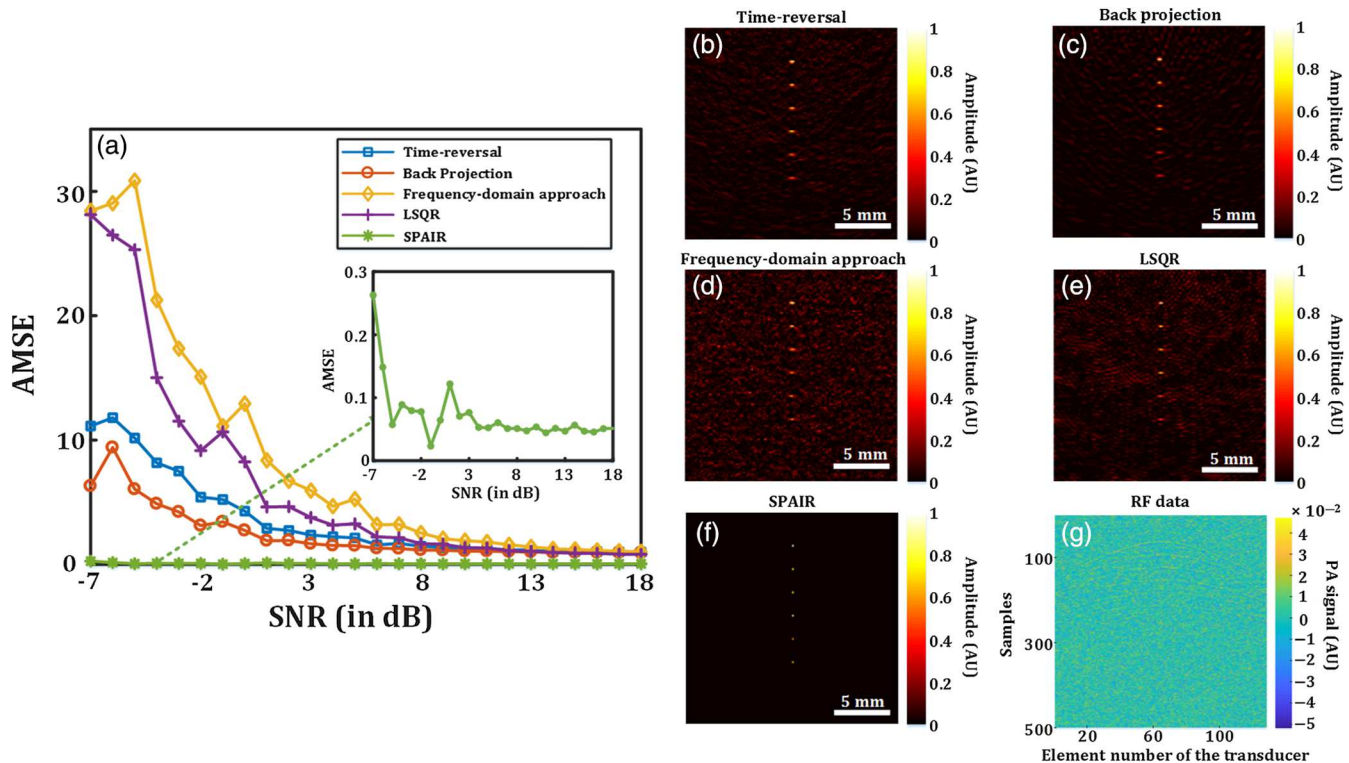 (a)
Time-reversal
Back Projection
Frequency-domain approach
LSQR
SPAIR
AMSE
30
20
10
0
-7
-2
3
8
13
18
SNR (in dB)
AMSE
0.3
0.2
0.1
0
-7
-2
3
8
13
18
SNR (in dB)
Time-reversal
(b)
5 mm
1
0.8
0.6
0.4
0.2
0
Amplitude (AU)
Back projection
(c)
5 mm
1
0.8
0.6
0.4
0.2
0
Amplitude (AU)
Frequency-domain approach
(d)
5 mm
1
0.8
0.6
0.4
0.2
0
Amplitude (AU)
LSQR
(e)
5 mm
1
0.8
0.6
0.4
0.2
0
Amplitude (AU)
SPAIR
(f)
5 mm
1
0.8
0.6
0.4
0.2
0
Amplitude (AU)
RF data
(g)
Samples
100
300
500
20
60
100
Element number of the transducer
× 10⁻²
4
3
2
1
0
−1
−2
−3
−4
−5
PA signal (AU)